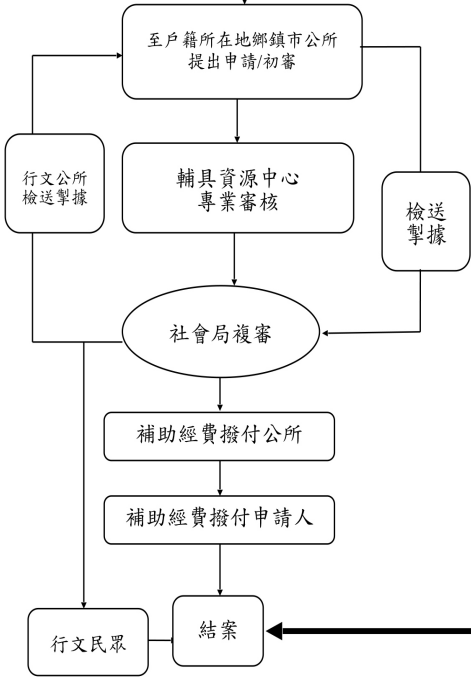 至戶籍所在地鄉鎮市公所
提出申請/初審
行文公所
檢送掣據
輔具資源中心
專業審核
檢送
掣據
社會局複審
補助經費撥付公所
補助經費撥付申請人
行文民眾
結案